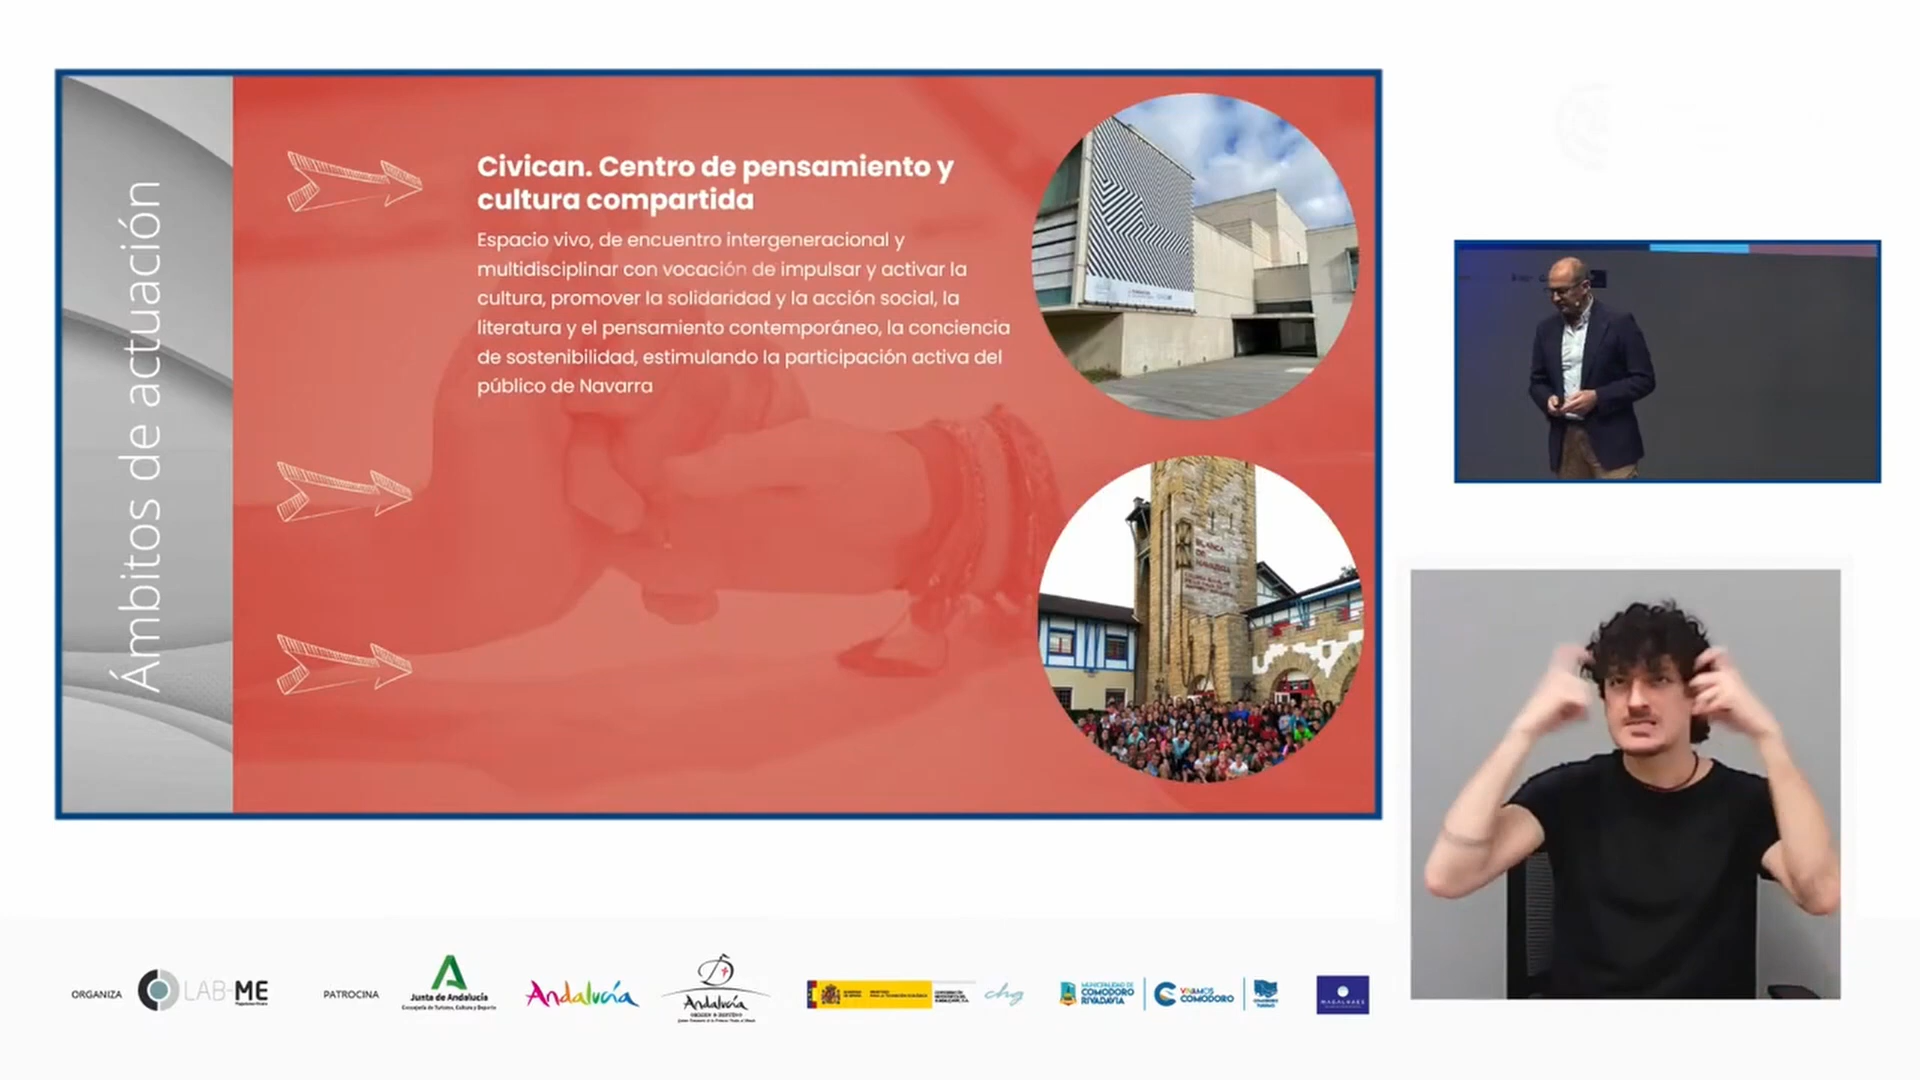 Ámbitos de actuación
Civican. Centro de pensamiento y
cultura compartida
Espacio vivo, de encuentro intergeneracional y
multidisciplinar con vocación de impulsar y activar la
cultura, promover la solidaridad y la acción social, la
literatura y el pensamiento contemporáneo, la conciencia
de sostenibilidad, estimulando la participación activa del
público de Navarra
ORGANIZA
LAB-ME
PATROCINA
Junta de Andalucía
Consejería de Turismo, Cultura y Deporte
Andalucía
Andalucía
chg
MUNICIPALIDAD DE
COMODORO
RIVADAVIA
VIVAMOS
COMODORO
MAGALHAES